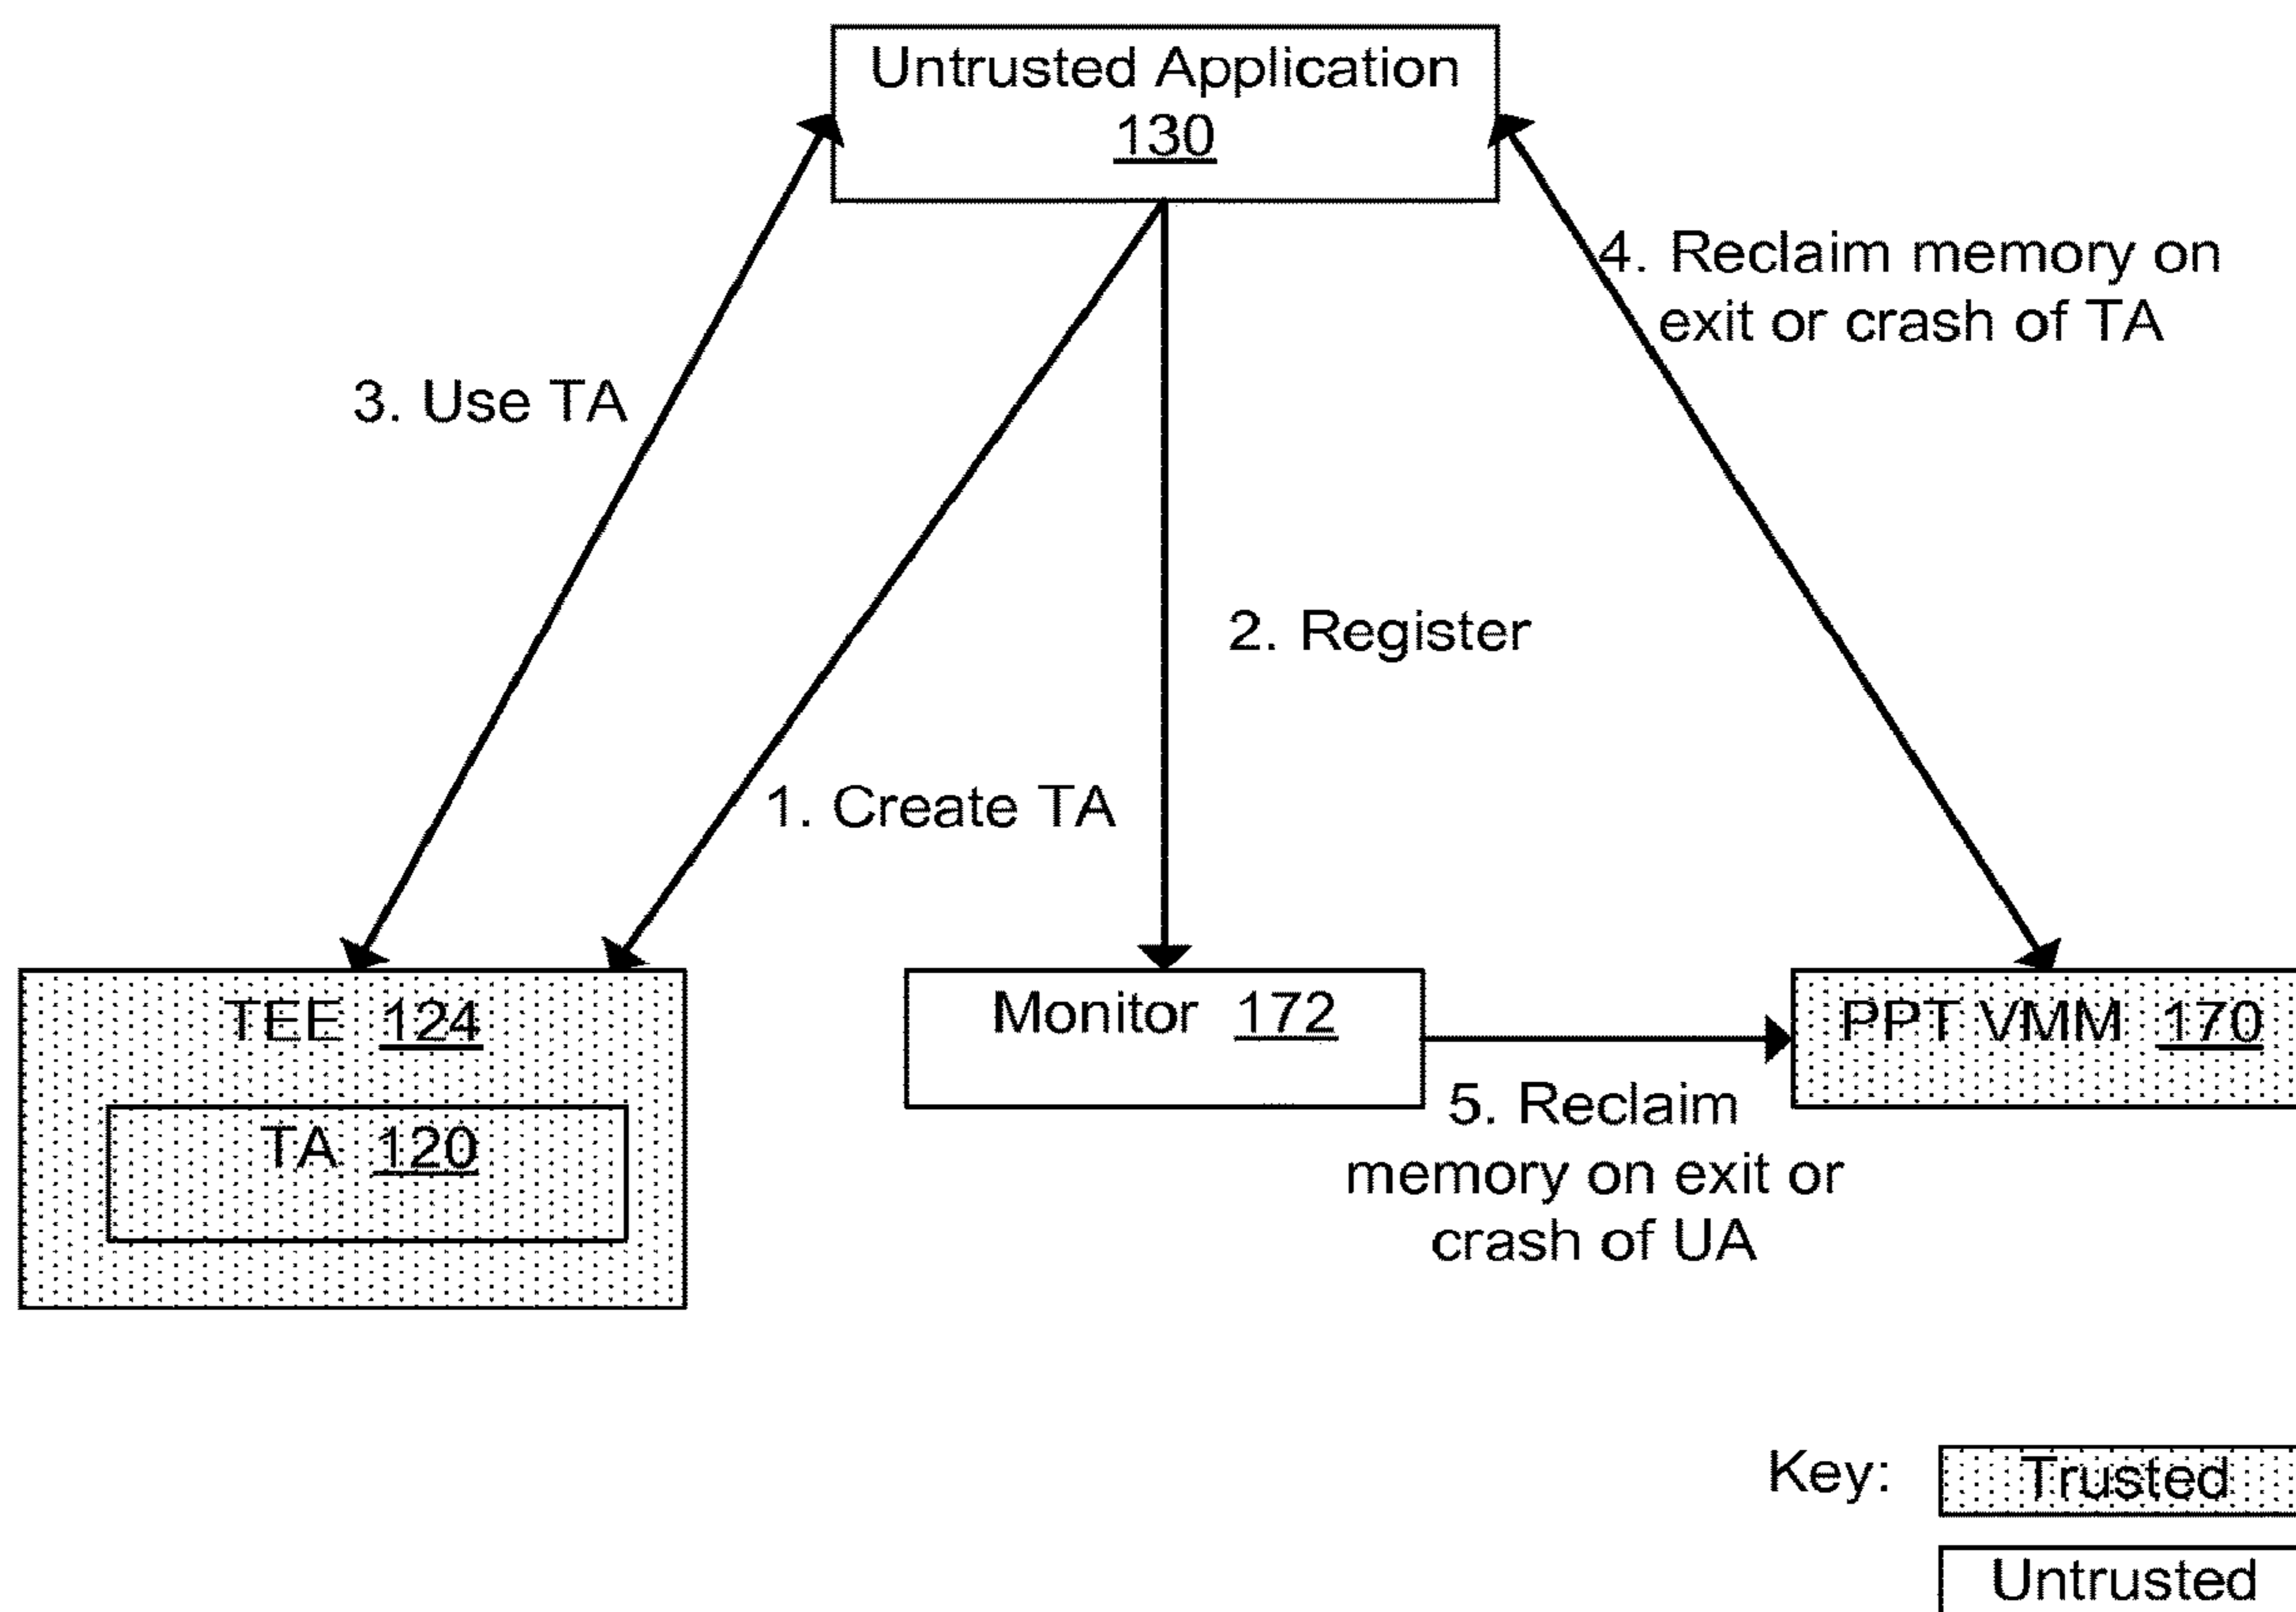 Untrusted Application
130
4. Reclaim memory on
exit or crash of TA
3. Use TA
2. Register
1. Create TA
TEE 124
TA 120
Monitor 172
PPT VMM 170
5. Reclaim
memory on exit or
crash of UA
Key:
Trusted
Untrusted